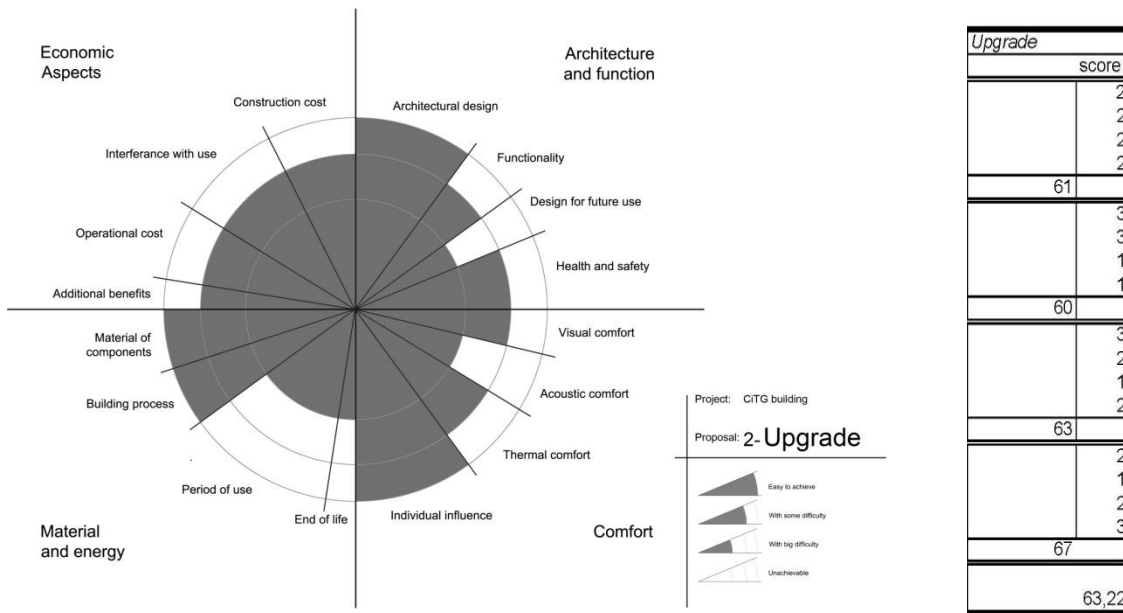 Economic
Aspects
Architecture
and function
Construction cost
Architectural design
Interferance with use
Functionality
Design for future use
Operational cost
Health and safety
Additional benefits
Material of
components
Visual comfort
Building process
Acoustic comfort
Thermal comfort
Period of use
End of life
Individual influence
Material
and energy
Comfort
Project: CiTG building
Proposal: 2-Upgrade
Easy to achieve
With some difficulty
With big difficulty
Unachievable
Upgrade
score
2
2
2
2
61
3
3
1
1
60
3
2
1
2
63
2
1
2
3
67
63,22